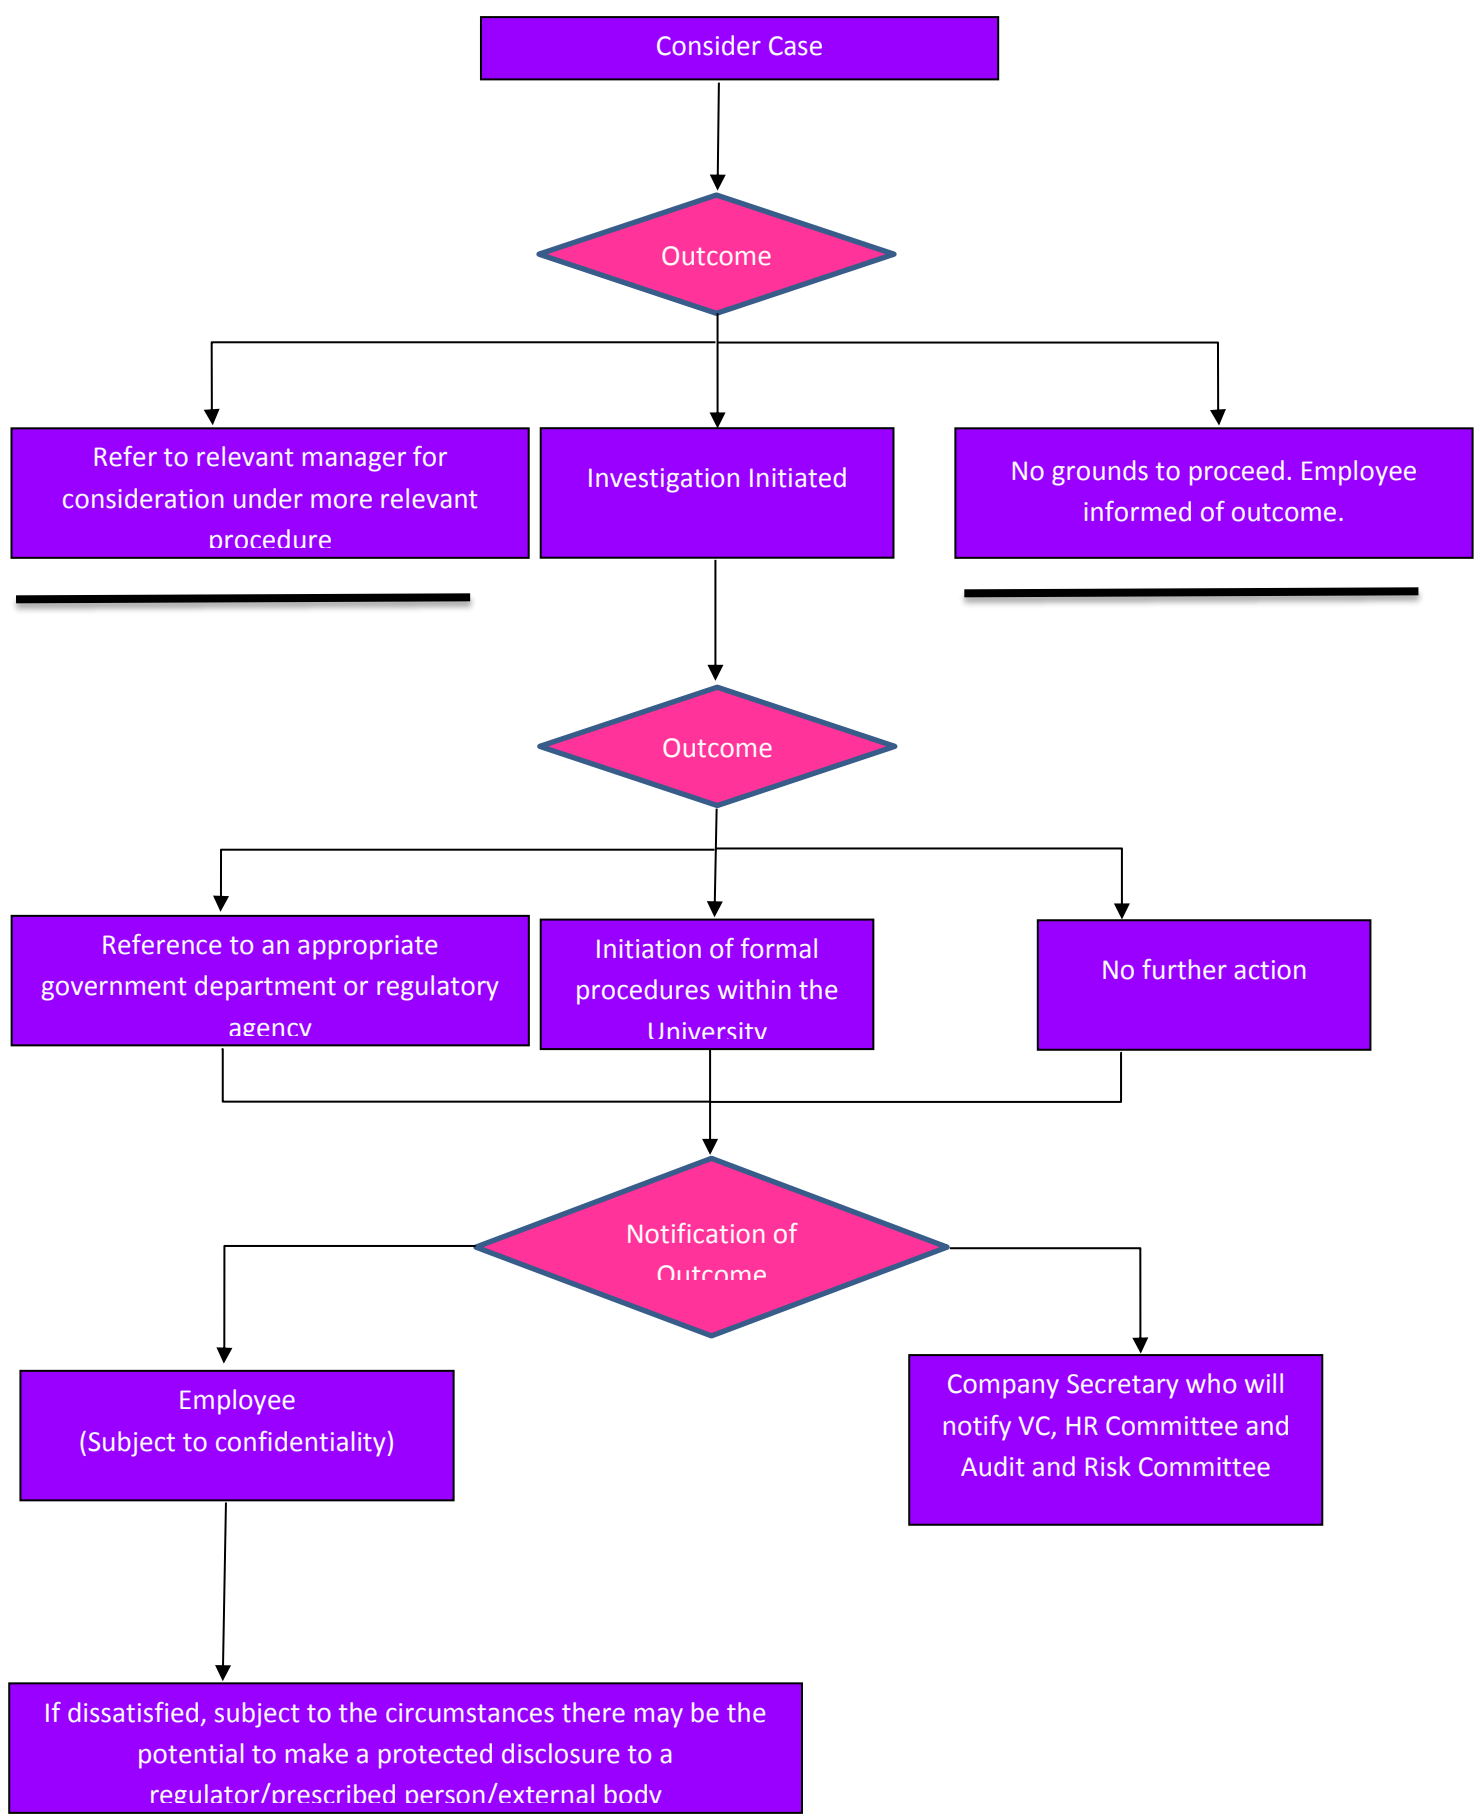 Consider Case
Outcome
Refer to relevant manager for
consideration under more relevant
procedure
Investigation Initiated
No grounds to proceed. Employee
informed of outcome.
Outcome
Reference to an appropriate
government department or regulatory
agency
Initiation of formal
procedures within the
University
No further action
Notification of
Outcome
Employee
(Subject to confidentiality)
Company Secretary who will
notify VC, HR Committee and
Audit and Risk Committee
If dissatisfied, subject to the circumstances there may be the
potential to make a protected disclosure to a
regulator/prescribed person/external body